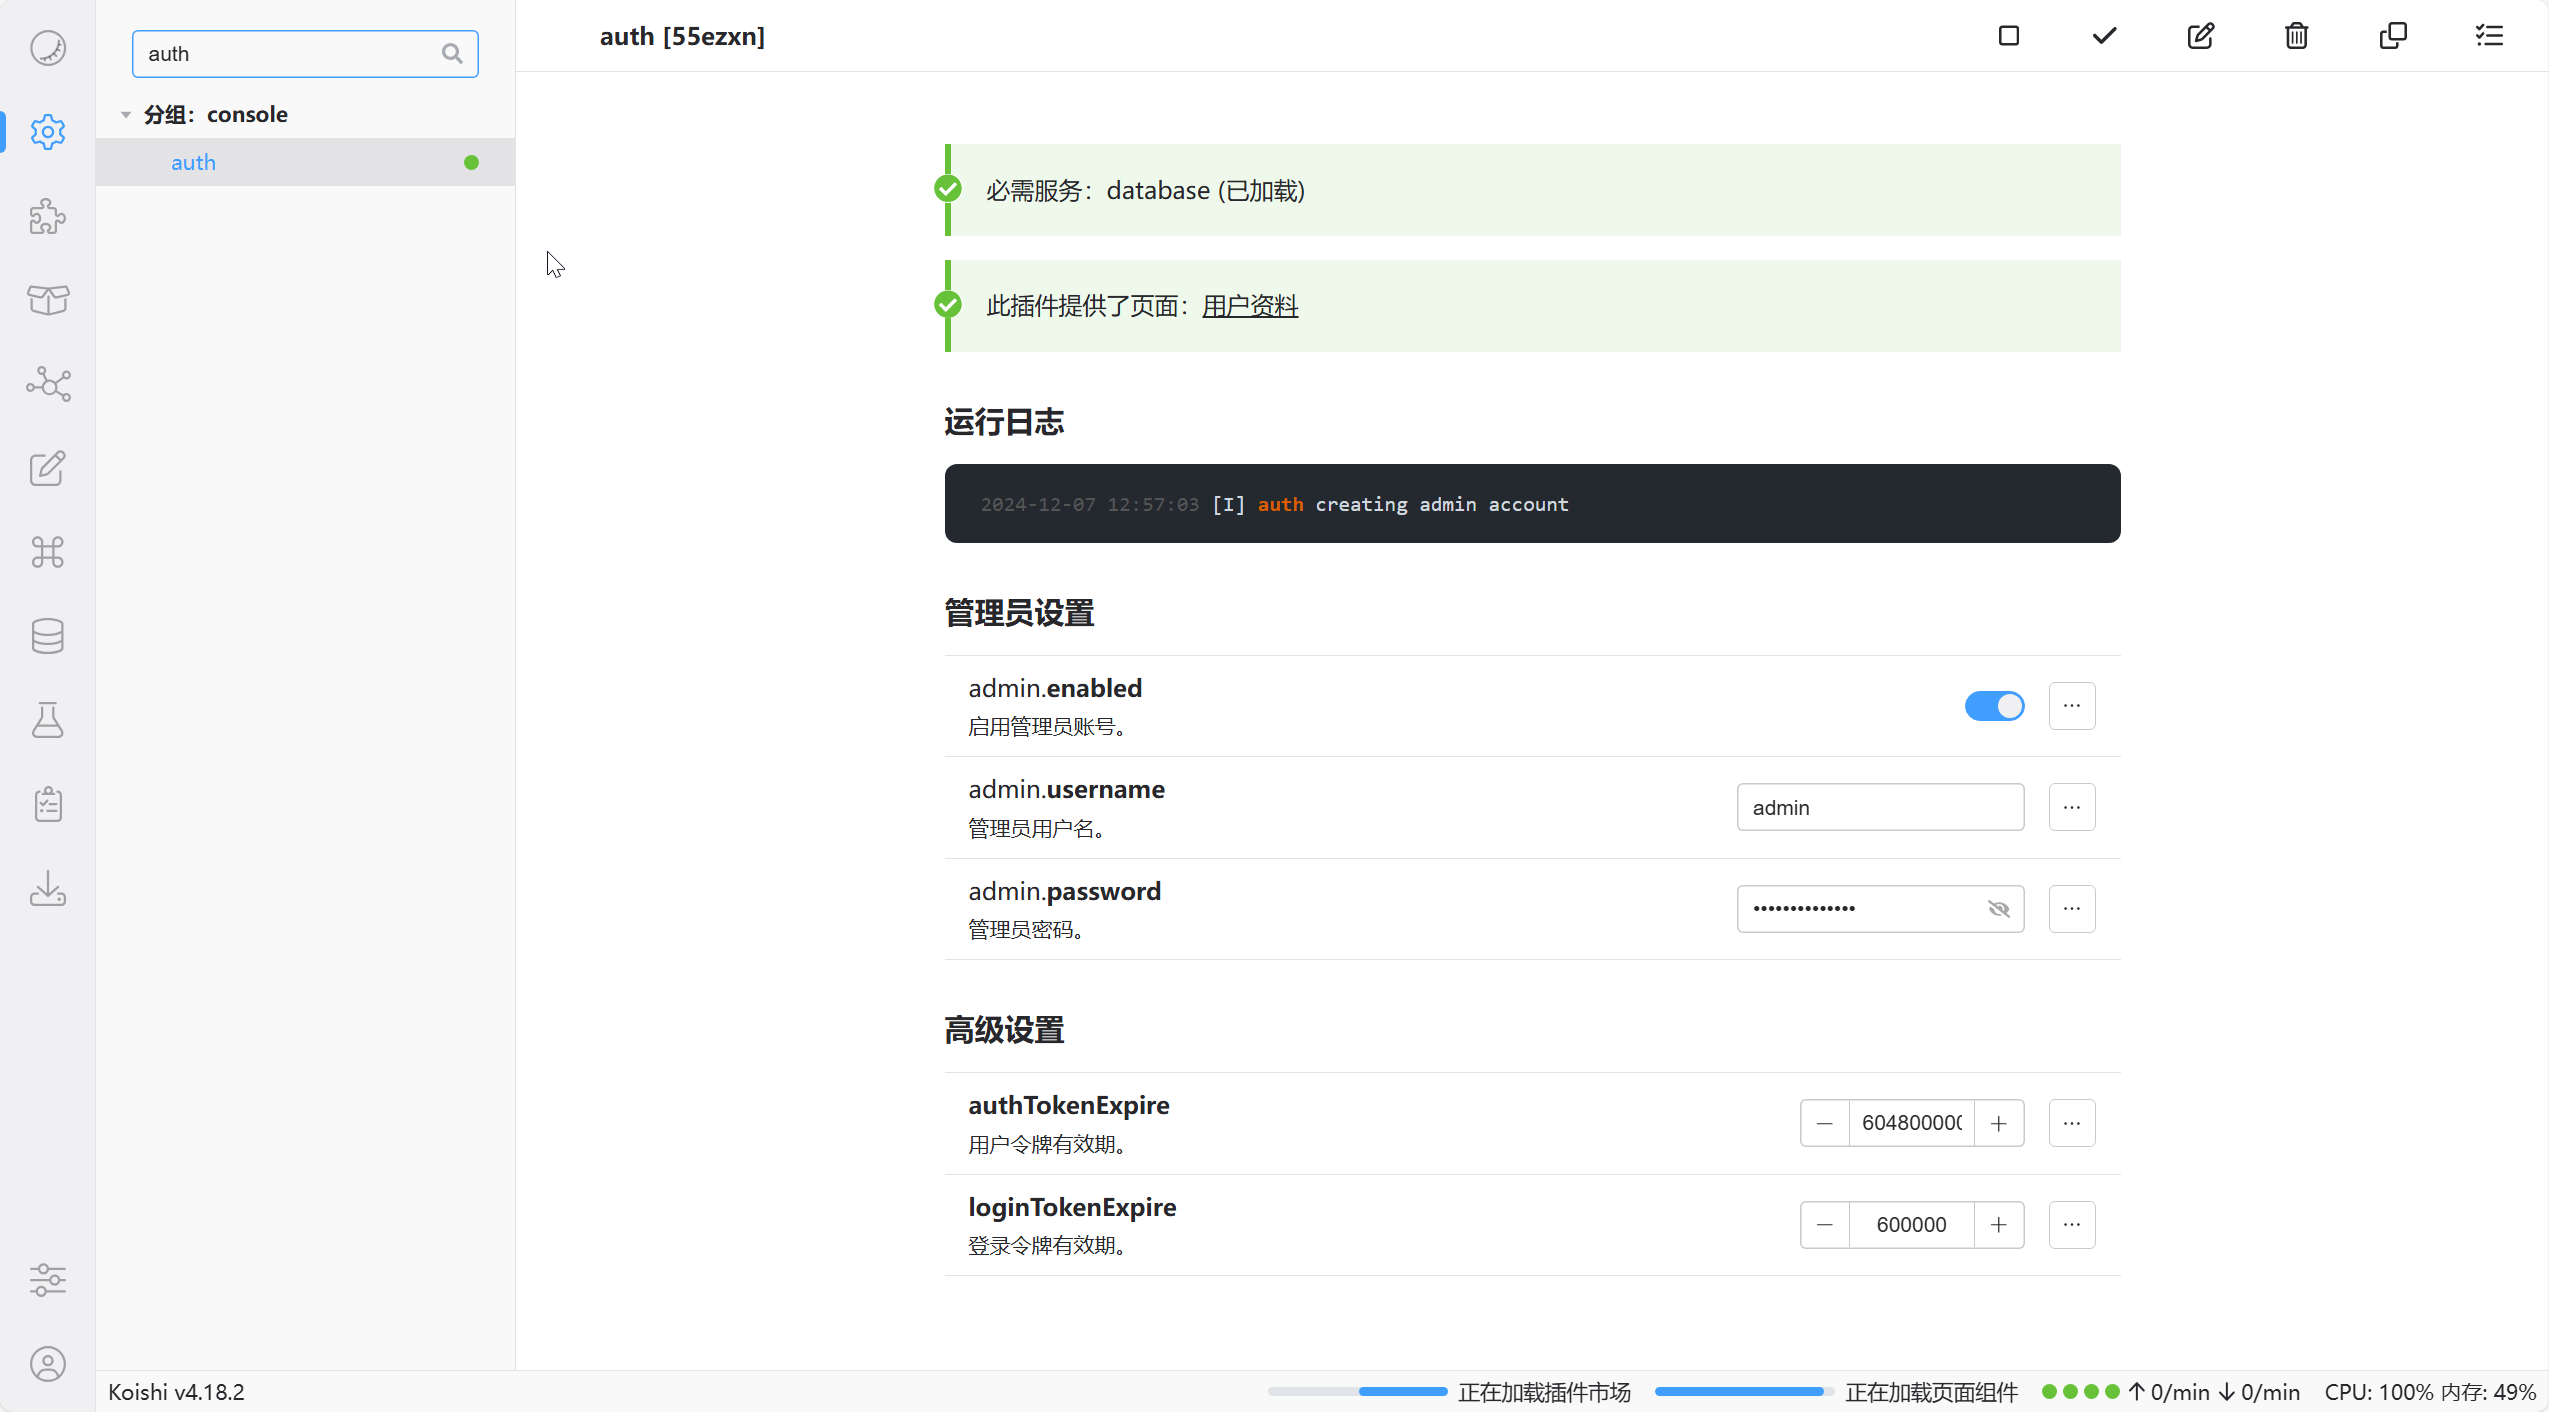 auth
分组：console
auth
auth [55ezxn]
必需服务：database (已加载)
此插件提供了页面：用户资料
运行日志
2024-12-07 12:57:03 [I] auth creating admin account
管理员设置
admin.enabled
启用管理员账号。
admin.username
admin
管理员用户名。
admin.password
••••••••••••••
管理员密码。
高级设置
authTokenExpire
604800000
用户令牌有效期。
loginTokenExpire
600000
登录令牌有效期。
Koishi v4.18.2
正在加载插件市场
正在加载页面组件
↑ 0/min ↓ 0/min
CPU: 100% 内存: 49%